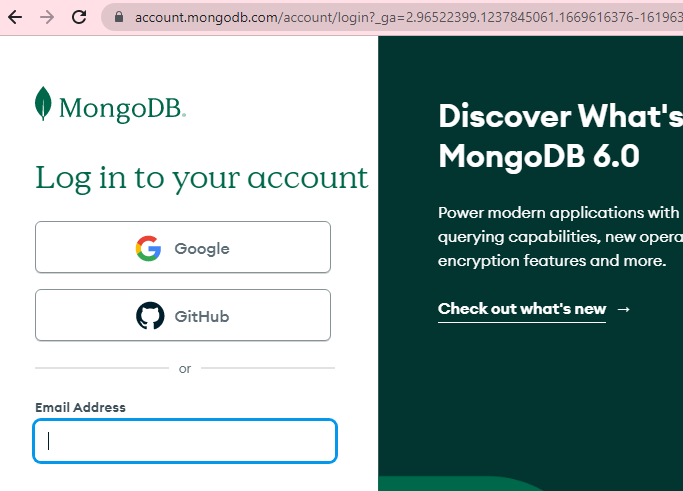 account.mongodb.com/account/login?_ga=2.96522399.1237845061.1669616376-161963
MongoDB.
Log in to your account
Google
GitHub
or
Email Address
Discover What's
MongoDB 6.0
Power modern applications with
querying capabilities, new opera
encryption features and more.
Check out what's new →